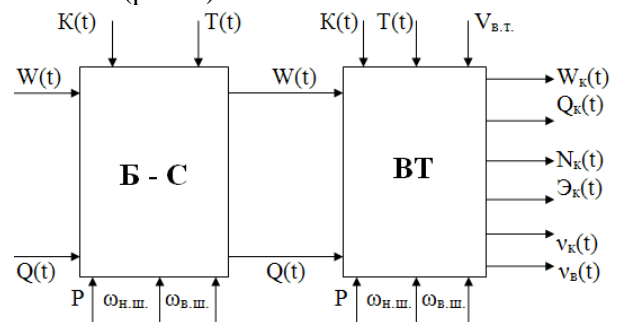 K(t) T(t) K(t) T(t) Vв.т.
W(t) W(t) Wк(t)
Qк(t)
Б - С ВТ Nк(t)
Эк(t)
νк(t)
Q(t) Q(t) νв(t)
P ωн.ш. ωв.ш. P ωн.ш. ωв.ш.